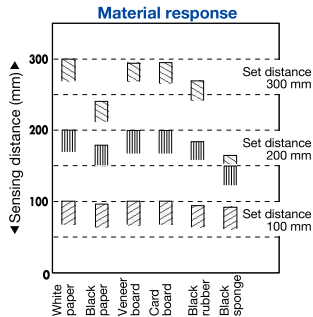 Material response
◄Sensing distance (mm)►
300
200
100
0
Set distance
300 mm
Set distance
200 mm
Set distance
100 mm
White
paper
Black
paper
Veneer
board
Card
board
Black
rubber
Black
sponge